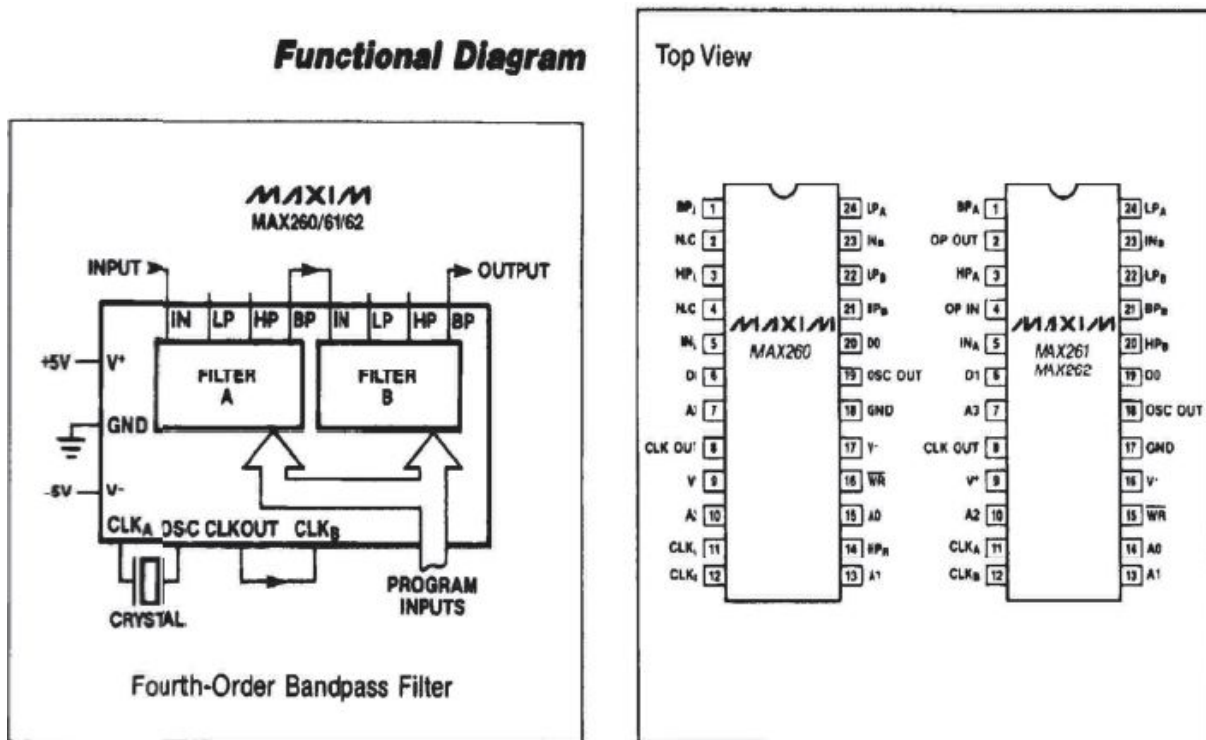 Functional Diagram
MAXIM
MAX260/61/62
INPUT
OUTPUT
IN LP HP BP IN LP HP BP
+5V
V+
FILTER A
FILTER B
GND
-5V
V-
CLKA OSC CLKOUT CLKB
CRYSTAL
PROGRAM INPUTS
Fourth-Order Bandpass Filter
Top View
1 24 LPA
N.C 2 23 INB
3 22 LPB
N.C 4 21 BPB
5 20 D0
6 19 OSC OUT
7 18 GND
CLK OUT 8 17 V-
9 16 WR
10 15 A0
11 14 HPB
12 13 A1
MAXIM
MAX260
BPA 1 24 LPA
OP OUT 2 23 INB
HPA 3 22 LPB
OP IN 4 21 BPB
INA 5 20 HPB
D1 6 19 D0
A3 7 18 OSC OUT
CLK OUT 8 17 GND
V+ 9 16 V-
A2 10 15 WR
CLKA 11 14 A0
CLKB 12 13 A1
MAXIM
MAX261
MAX262